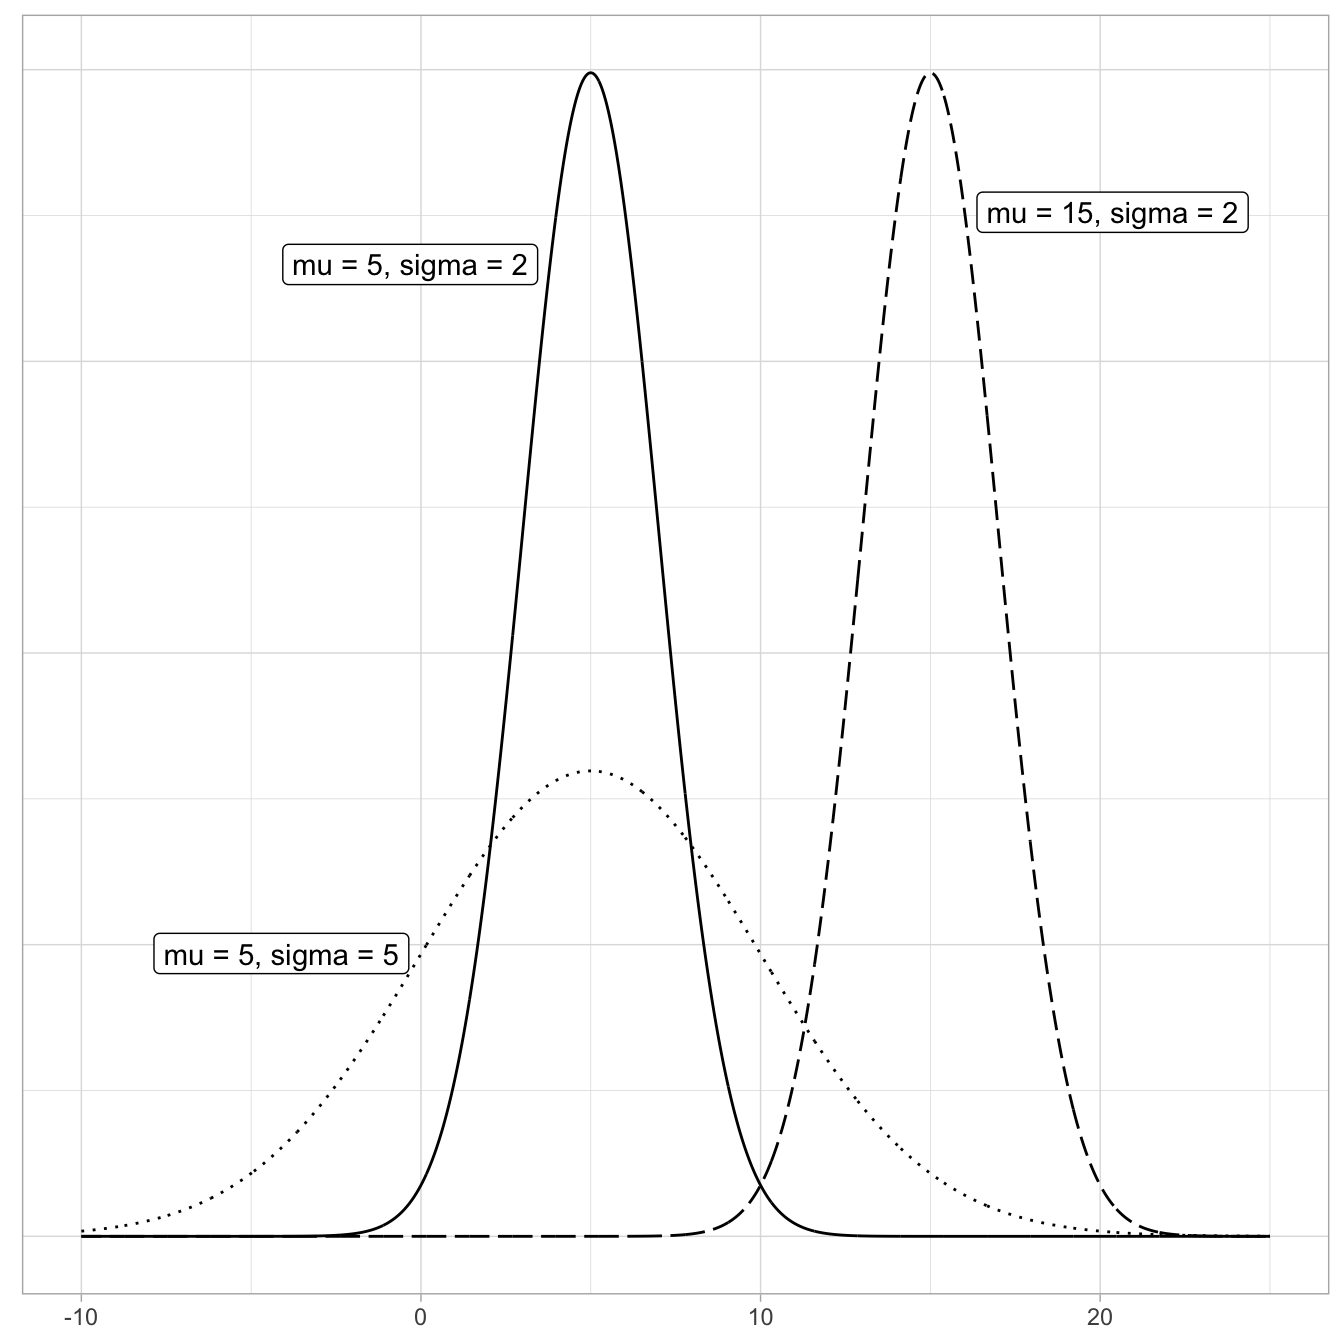 mu = 15, sigma = 2
mu = 5, sigma = 2
mu = 5, sigma = 5
-10 0 10 20